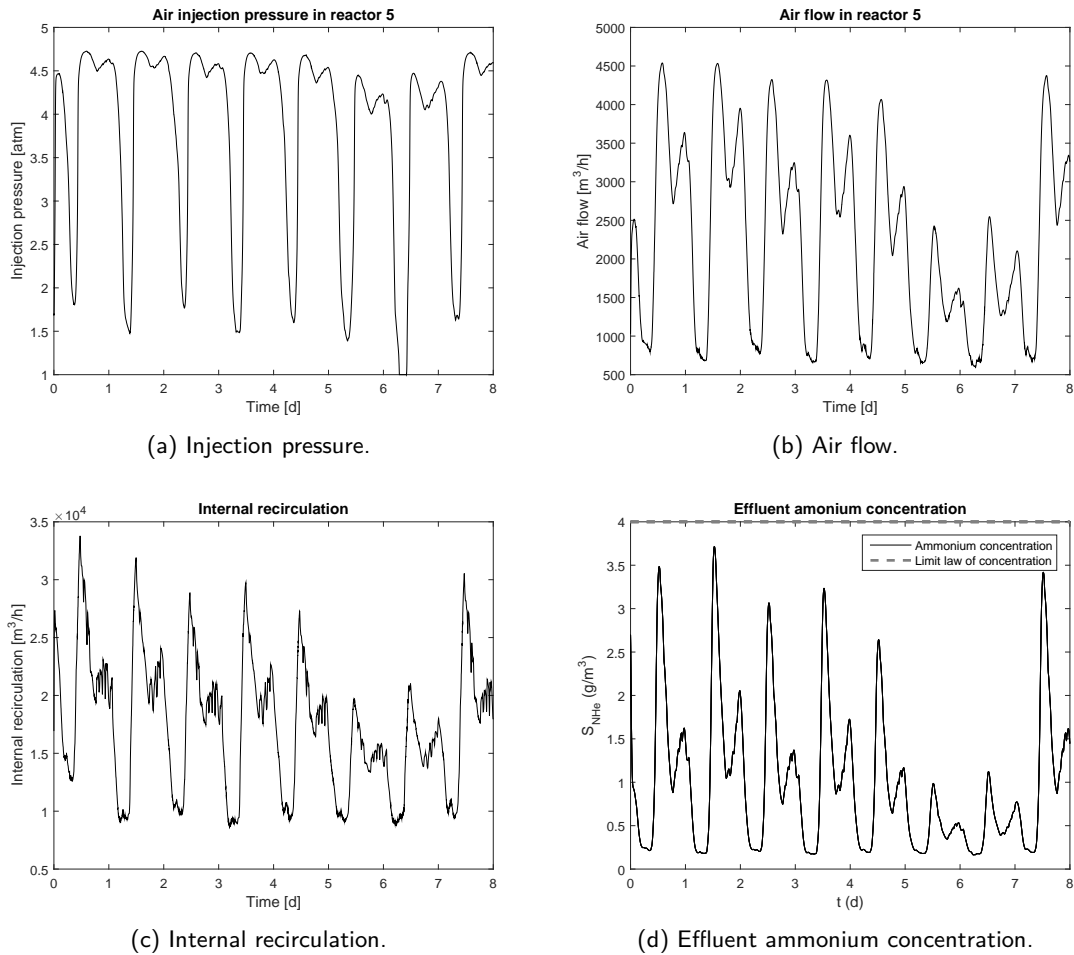 Air injection pressure in reactor 5
5
4.5
4
3.5
3
2.5
2
1.5
1
Injection pressure [atm]
0 1 2 3 4 5 6 7 8
Time [d]
(a) Injection pressure.
Air flow in reactor 5
5000
4500
4000
3500
3000
2500
2000
1500
1000
500
Air flow [m³/h]
0 1 2 3 4 5 6 7 8
Time [d]
(b) Air flow.
Internal recirculation
×10⁴
3.5
3
2.5
2
1.5
1
0.5
Internal recirculation [m³/h]
0 1 2 3 4 5 6 7 8
Time [d]
(c) Internal recirculation.
Effluent amonium concentration
4
3.5
3
2.5
2
1.5
1
0.5
0
S_NHe (g/m³)
Ammonium concentration
Limit law of concentration
0 1 2 3 4 5 6 7 8
t (d)
(d) Effluent ammonium concentration.